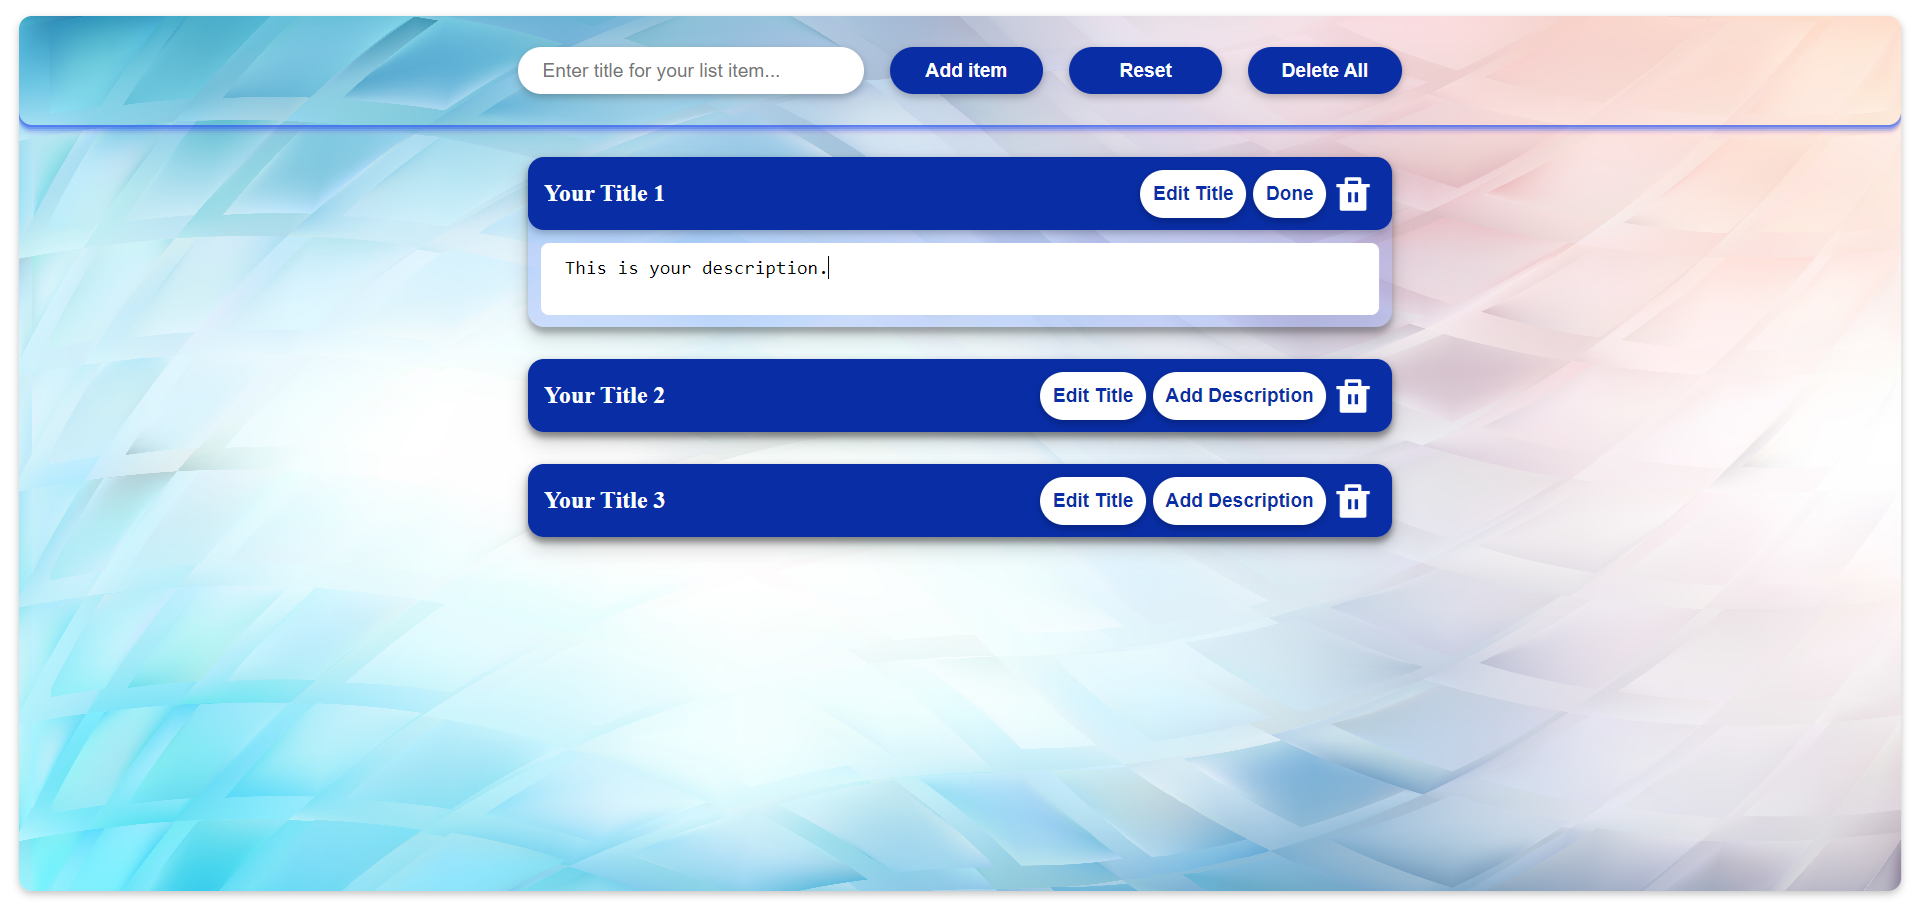 Enter title for your list item...
Add item
Reset
Delete All
Your Title 1
Edit Title
Done
This is your description.
Your Title 2
Edit Title
Add Description
Your Title 3
Edit Title
Add Description